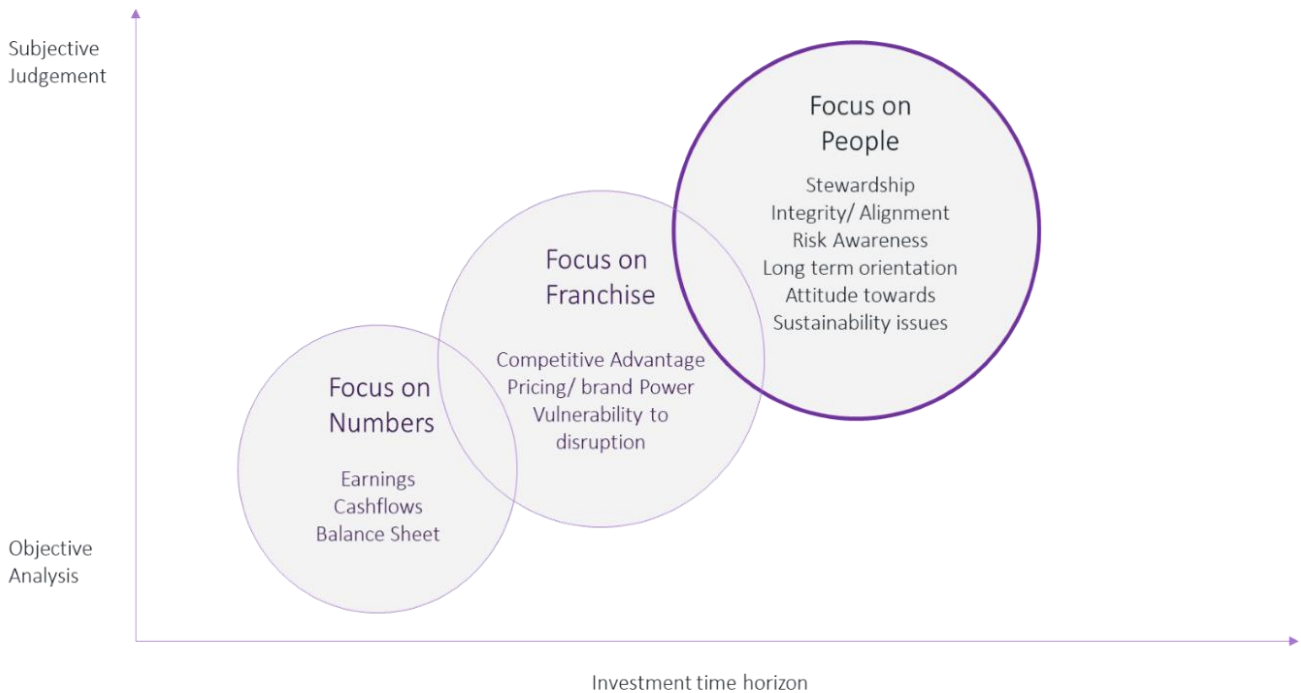 Subjective
Judgement
Focus on
People
Stewardship
Integrity/ Alignment
Risk Awareness
Long term orientation
Attitude towards
Sustainability issues
Focus on
Franchise
Competitive Advantage
Pricing/ brand Power
Vulnerability to
disruption
Focus on
Numbers
Earnings
Cashflows
Balance Sheet
Objective
Analysis
Investment time horizon